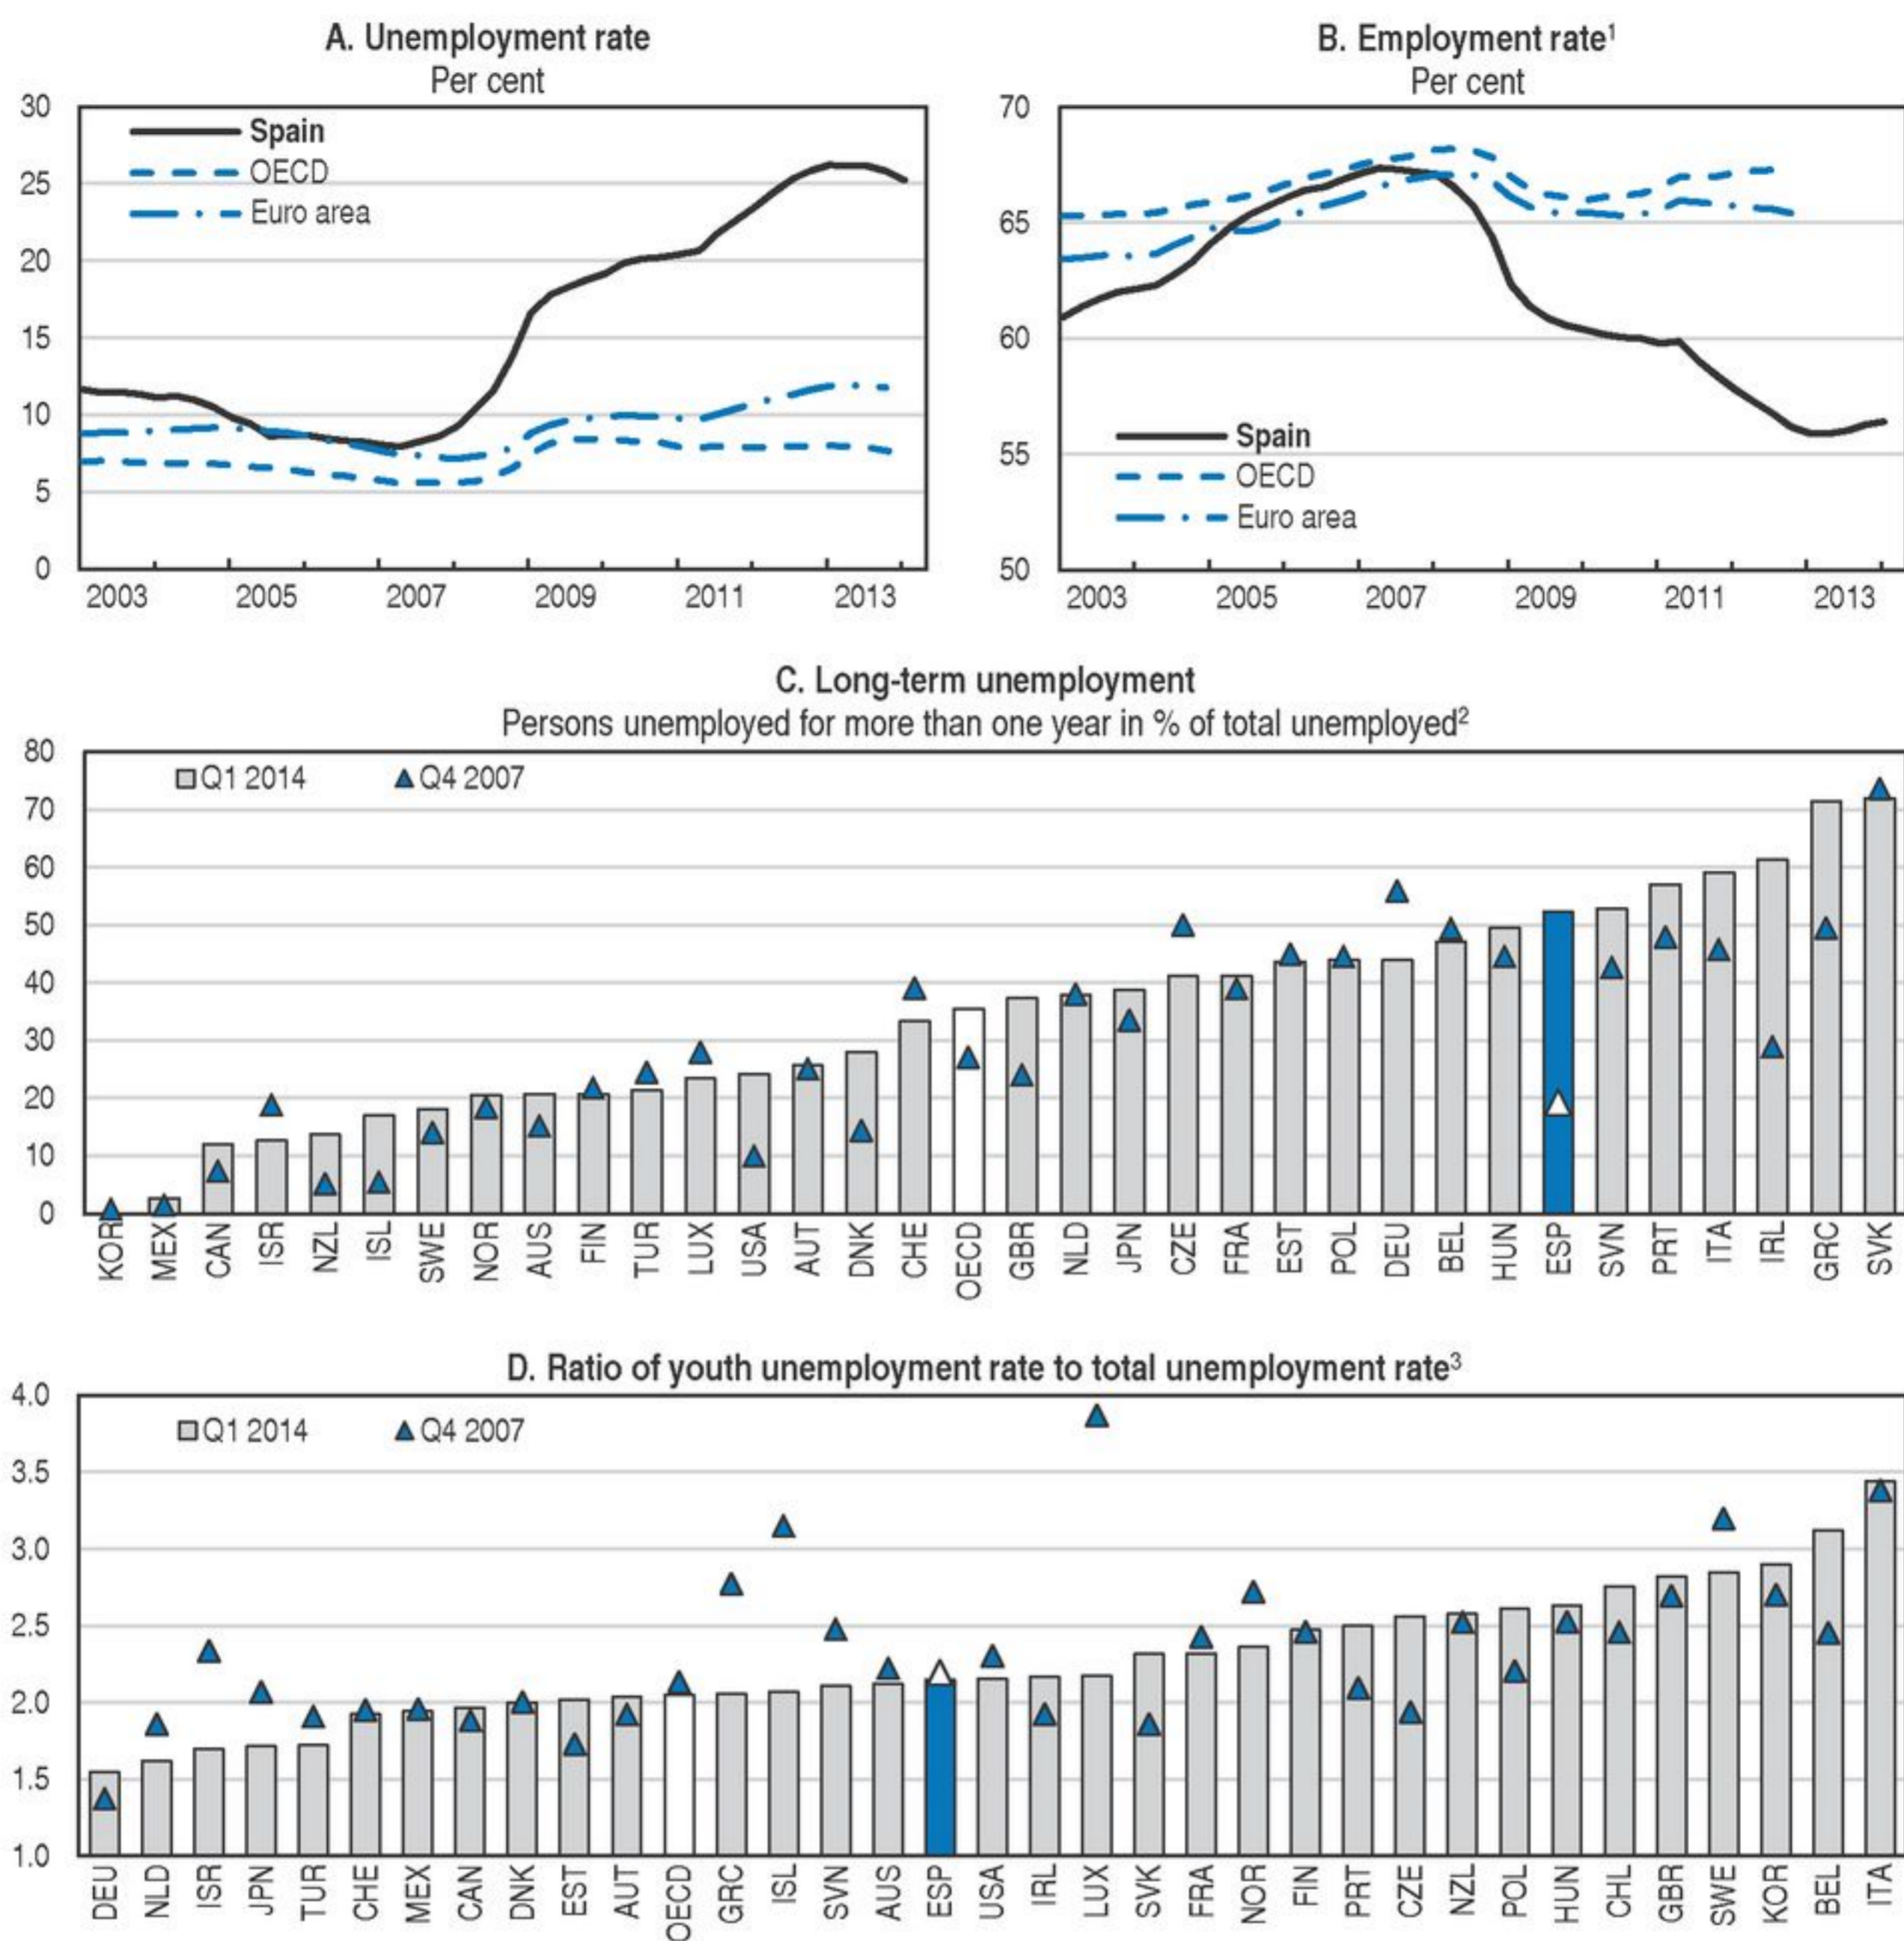 A. Unemployment rate
Per cent
30
25
20
15
10
5
0
Spain
OECD
Euro area
2003 2005 2007 2009 2011 2013
B. Employment rate¹
Per cent
70
65
60
55
50
Spain
OECD
Euro area
2003 2005 2007 2009 2011 2013
C. Long-term unemployment
Persons unemployed for more than one year in % of total unemployed²
80
70
60
50
40
30
20
10
0
Q1 2014 Q4 2007
KOR MEX CAN ISR NZL ISL SWE NOR AUS FIN TUR LUX USA AUT DNK CHE OECD GBR NLD JPN CZE FRA EST POL DEU BEL HUN ESP SVN PRT ITA IRL GRC SVK
D. Ratio of youth unemployment rate to total unemployment rate³
4.0
3.5
3.0
2.5
2.0
1.5
1.0
Q1 2014 Q4 2007
DEU NLD ISR JPN TUR CHE MEX CAN DNK EST AUT OECD GRC ISL SVN AUS ESP USA IRL LUX SVK FRA NOR FIN PRT CZE NZL POL HUN CHL GBR SWE KOR BEL ITA